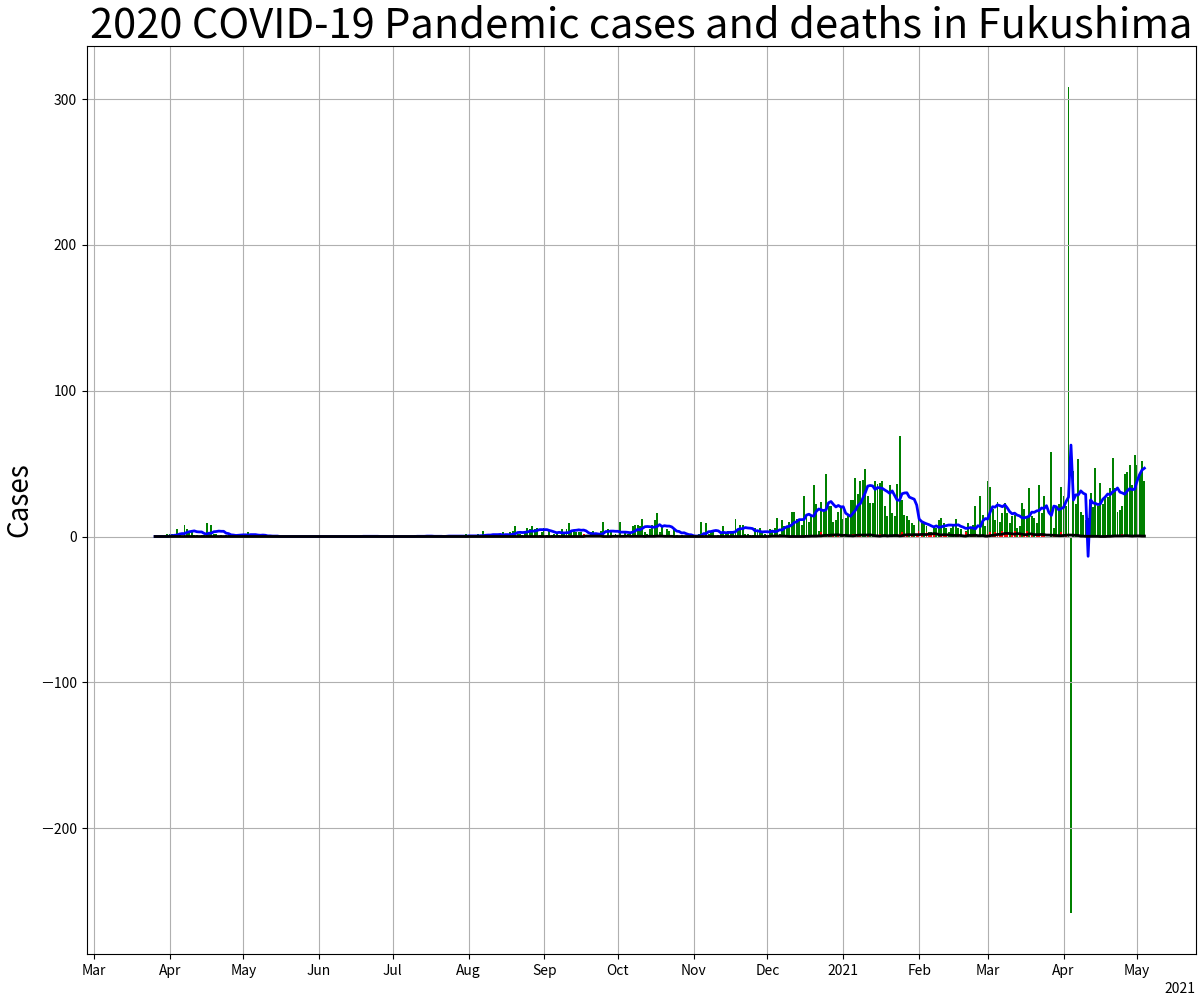 2020 COVID-19 Pandemic cases and deaths in Fukushima
Cases
300
200
100
0
−100
−200
Mar Apr May Jun Jul Aug Sep Oct Nov Dec 2021 Feb Mar Apr May
2021